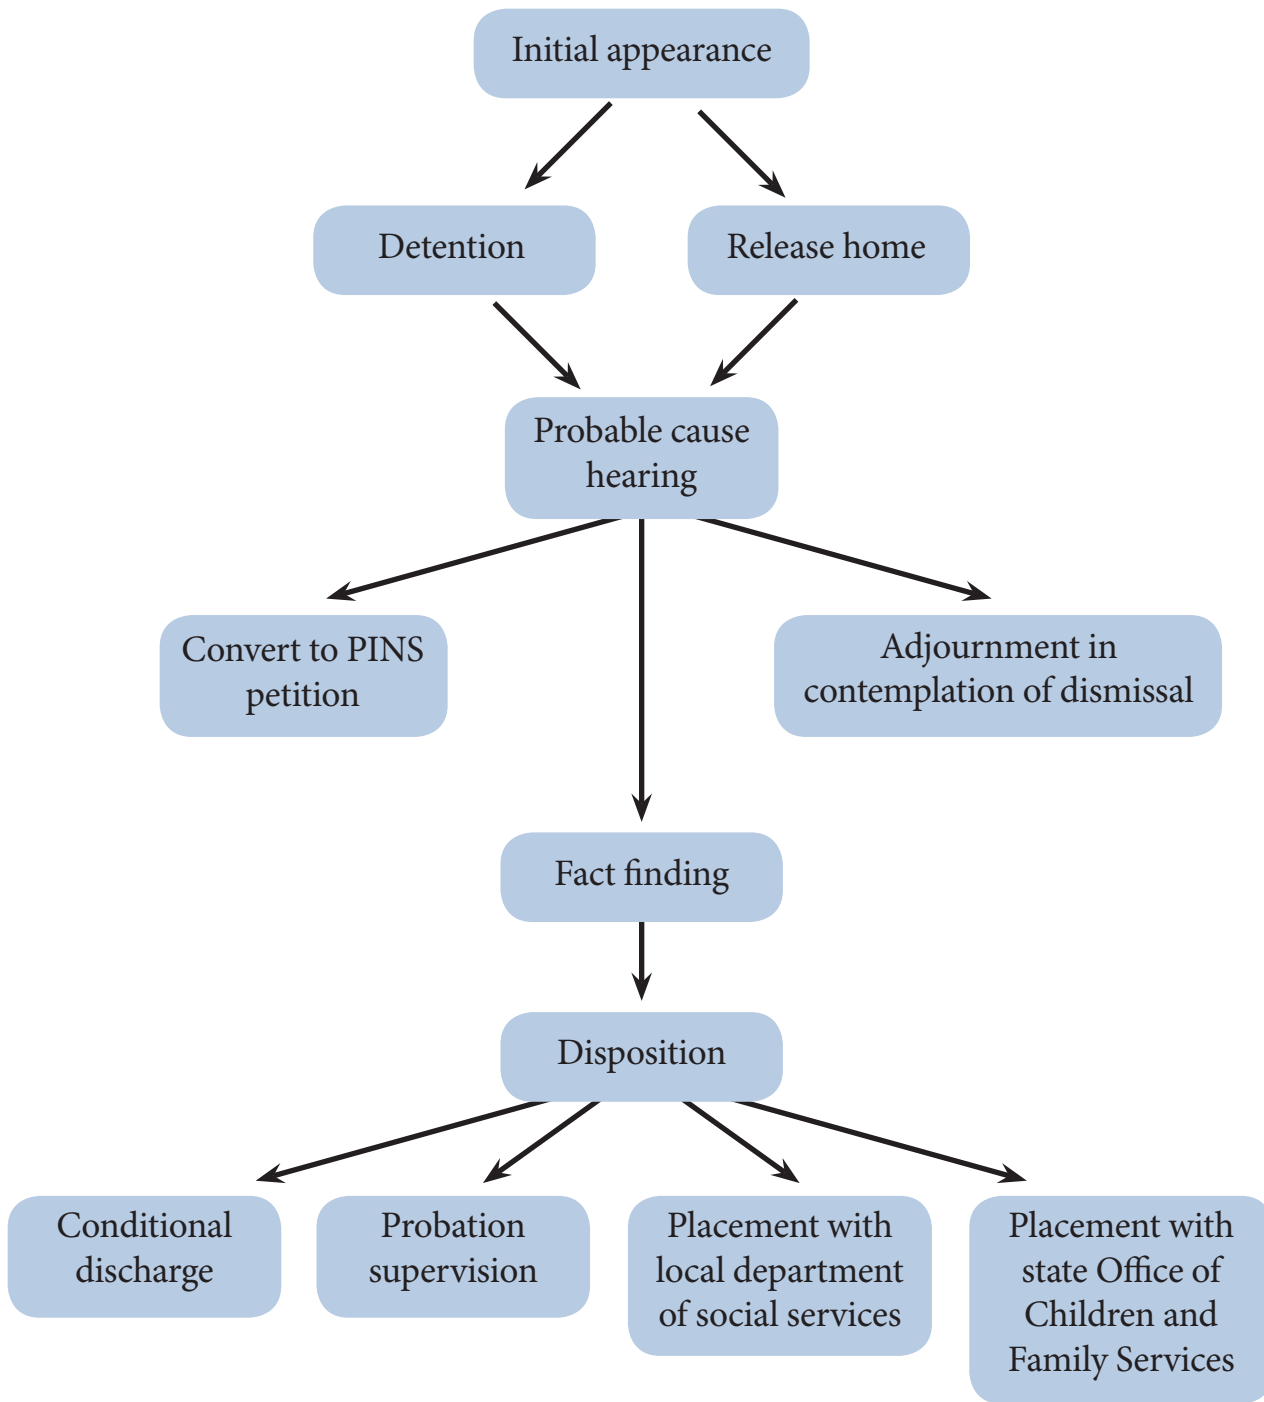 Initial appearance
Detention
Release home
Probable cause
hearing
Convert to PINS
petition
Adjournment in
contemplation of dismissal
Fact finding
Disposition
Conditional
discharge
Probation
supervision
Placement with
local department
of social services
Placement with
state Office of
Children and
Family Services